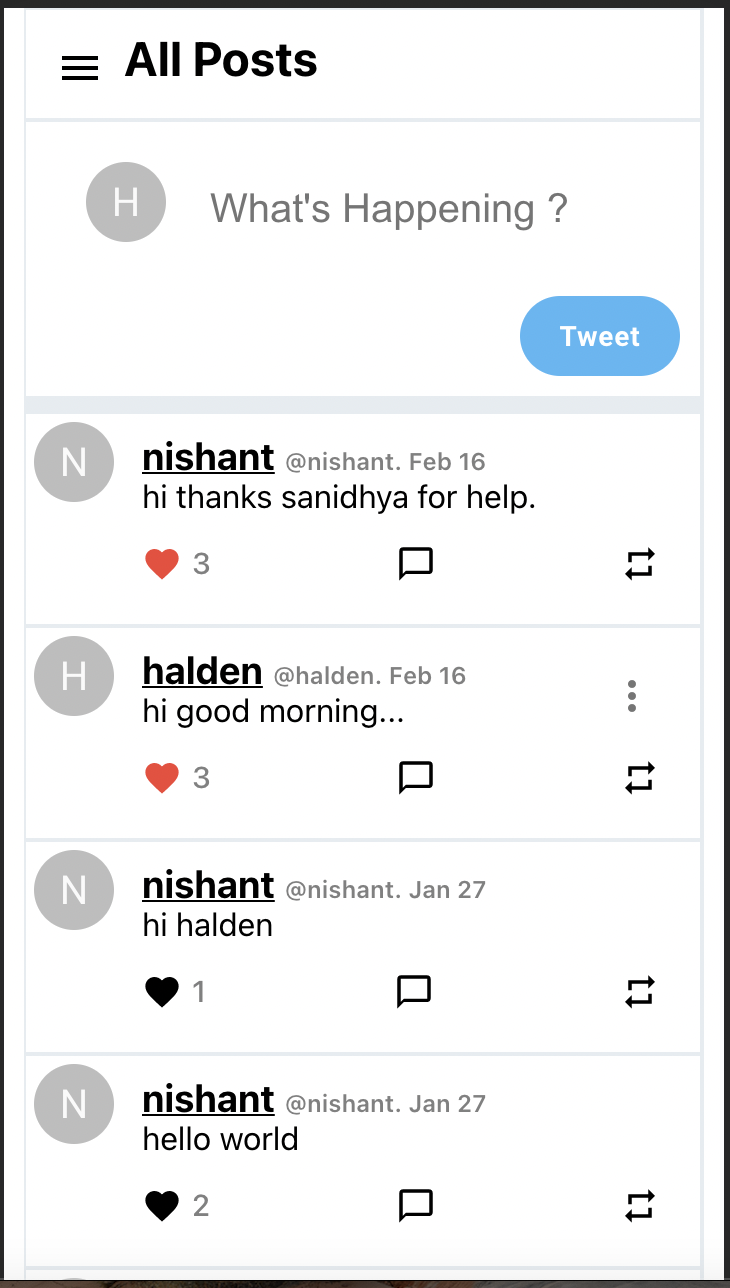 All Posts
H
What's Happening ?
Tweet
N
nishant @nishant. Feb 16
hi thanks sanidhya for help.
3
H
halden @halden. Feb 16
hi good morning...
3
N
nishant @nishant. Jan 27
hi halden
1
N
nishant @nishant. Jan 27
hello world
2